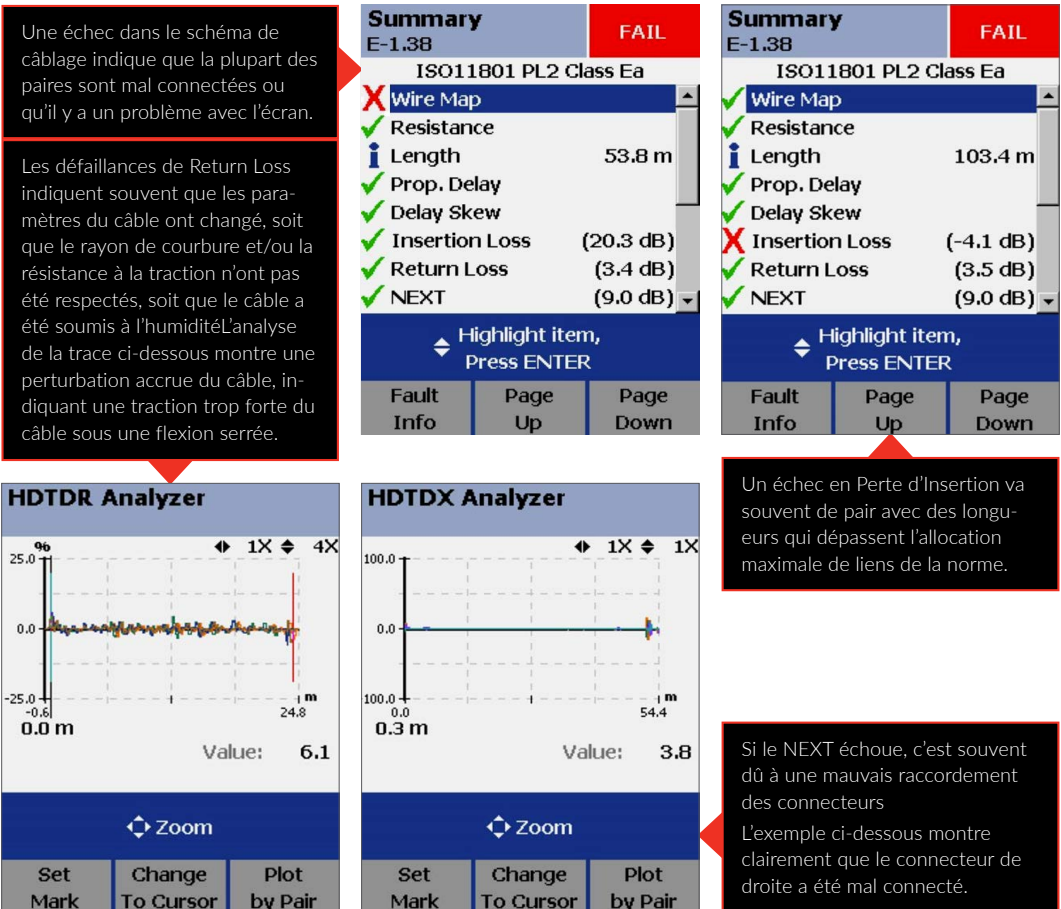 Une échec dans le schéma de
câblage indique que la plupart des
paires sont mal connectées ou
qu'il y a un problème avec l'écran.
Les défaillances de Return Loss
indiquent souvent que les para-
mètres du câble ont changé, soit
que le rayon de courbure et/ou la
résistance à la traction n'ont pas
été respectés, soit que le câble a
été soumis à l'humiditéL'analyse
de la trace ci-dessous montre une
perturbation accrue du câble, in-
diquant une traction trop forte du
câble sous une flexion serrée.
Summary
E-1.38
FAIL
ISO11801 PL2 Class Ea
X Wire Map
✓ Resistance
i Length 53.8 m
✓ Prop. Delay
✓ Delay Skew
✓ Insertion Loss (20.3 dB)
✓ Return Loss (3.4 dB)
✓ NEXT (9.0 dB)
Highlight item,
Press ENTER
Fault Info
Page Up
Page Down
Summary
E-1.38
FAIL
ISO11801 PL2 Class Ea
✓ Wire Map
✓ Resistance
i Length 103.4 m
✓ Prop. Delay
✓ Delay Skew
X Insertion Loss (-4.1 dB)
✓ Return Loss (3.5 dB)
✓ NEXT (9.0 dB)
Highlight item,
Press ENTER
Fault Info
Page Up
Page Down
Un échec en Perte d'Insertion va
souvent de pair avec des longu-
eurs qui dépassent l'allocation
maximale de liens de la norme.
HDTDR Analyzer
% 1X 4X
25.0
0.0
-25.0
-0.6 24.8 m
0.0 m
Value: 6.1
Zoom
Set Mark
Change To Cursor
Plot by Pair
HDTDX Analyzer
1X 1X
100.0
0.0
100.0
0.0 54.4 m
0.3 m
Value: 3.8
Zoom
Set Mark
Change To Cursor
Plot by Pair
Si le NEXT échoue, c'est souvent
dû à une mauvais raccordement
des connecteurs
L'exemple ci-dessous montre
clairement que le connecteur de
droite a été mal connecté.